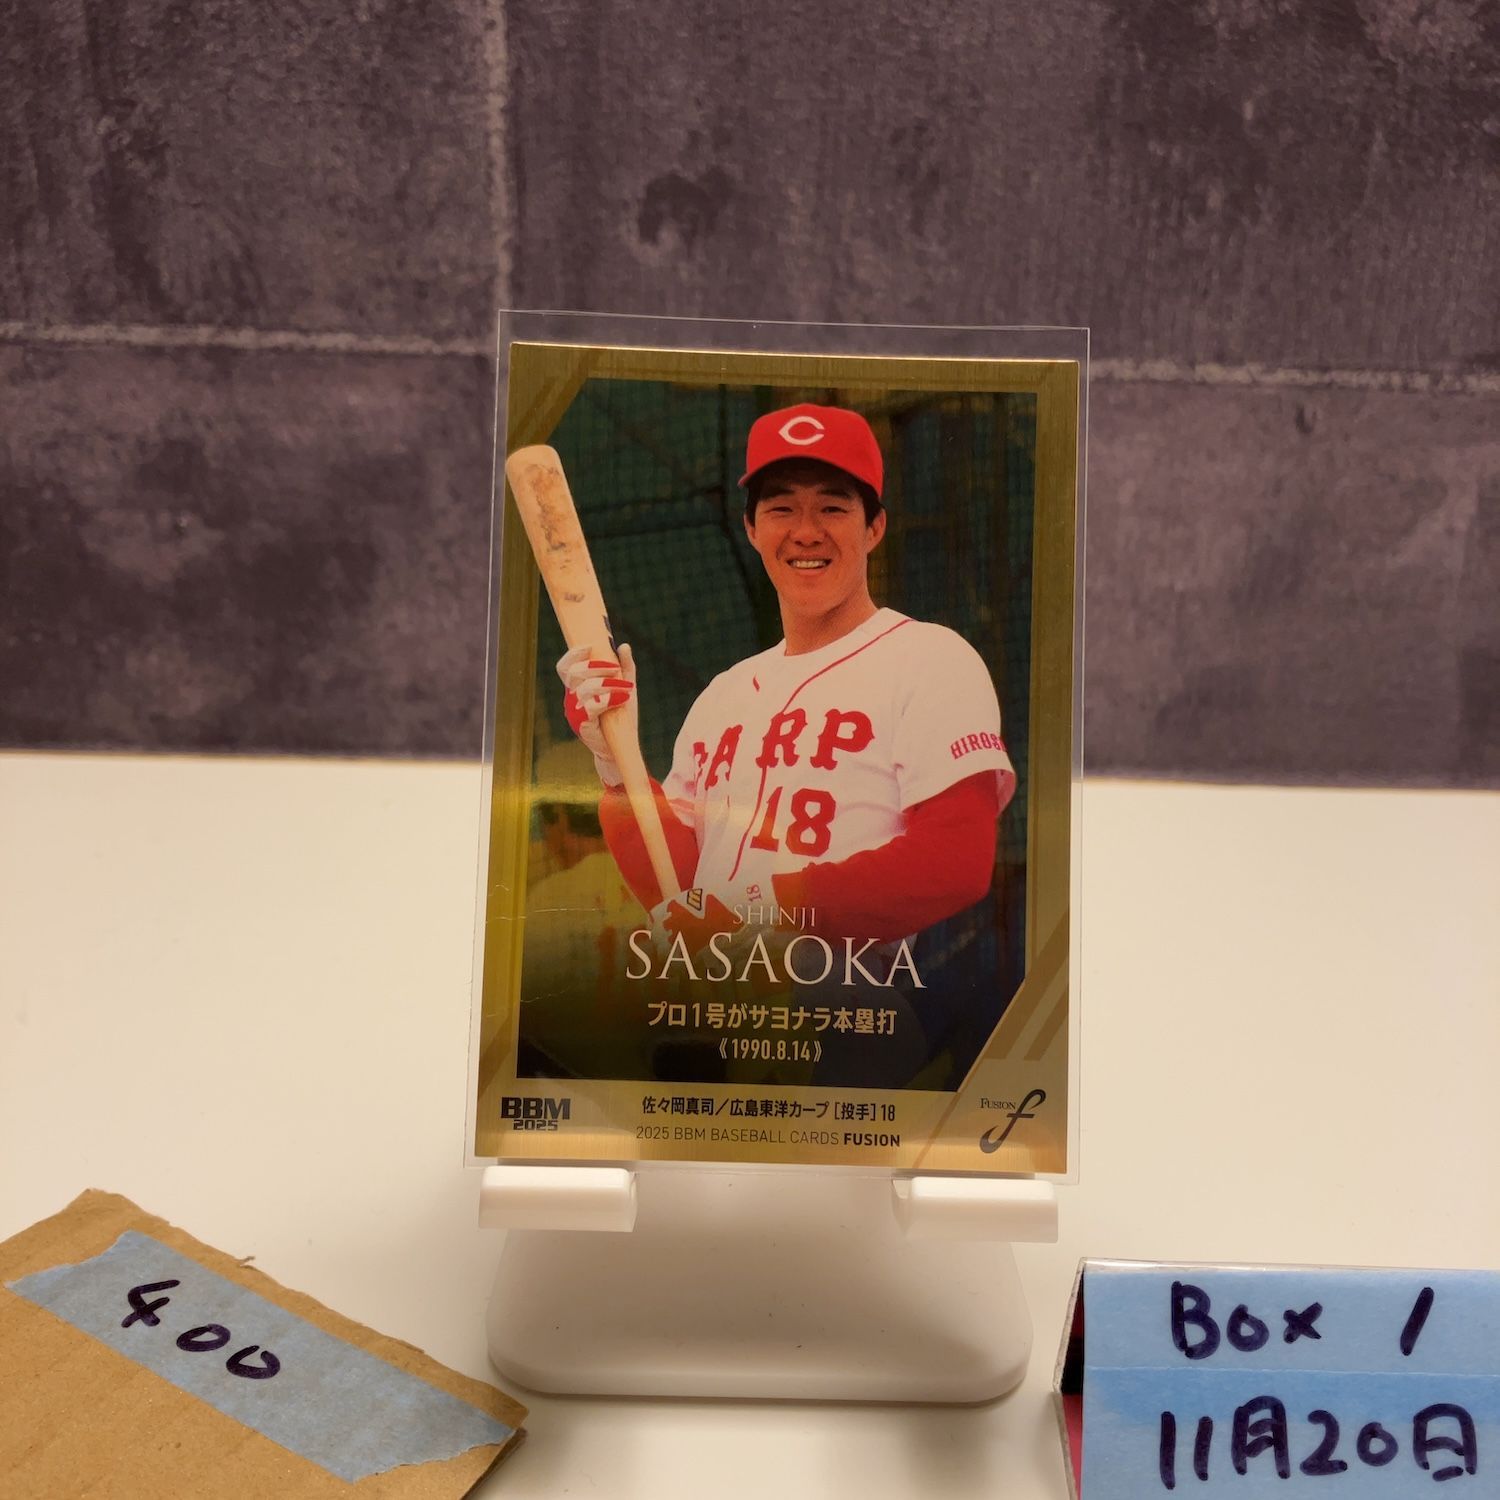 C
CARP
HIROS
18
18
SHINJI
SASAOKA
プロ1号がサヨナラ本塁打
《1990.8.14》
佐々岡真司／広島東洋カープ［投手］18
BBM
2025
2025 BBM BASEBALL CARDS FUSION
FUSION f
400
Box 1
11月20日